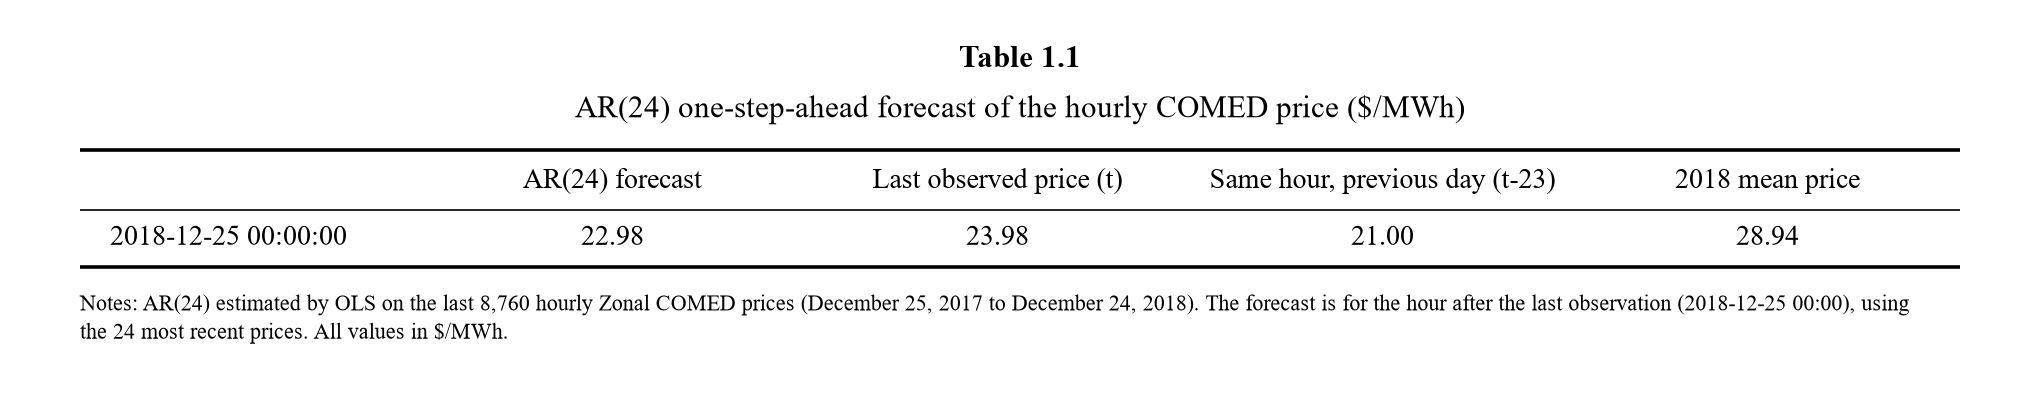 Table 1.1
AR(24) one-step-ahead forecast of the hourly COMED price ($/MWh)
AR(24) forecast Last observed price (t) Same hour, previous day (t-23) 2018 mean price
2018-12-25 00:00:00 22.98 23.98 21.00 28.94
Notes: AR(24) estimated by OLS on the last 8,760 hourly Zonal COMED prices (December 25, 2017 to December 24, 2018). The forecast is for the hour after the last observation (2018-12-25 00:00), using
the 24 most recent prices. All values in $/MWh.